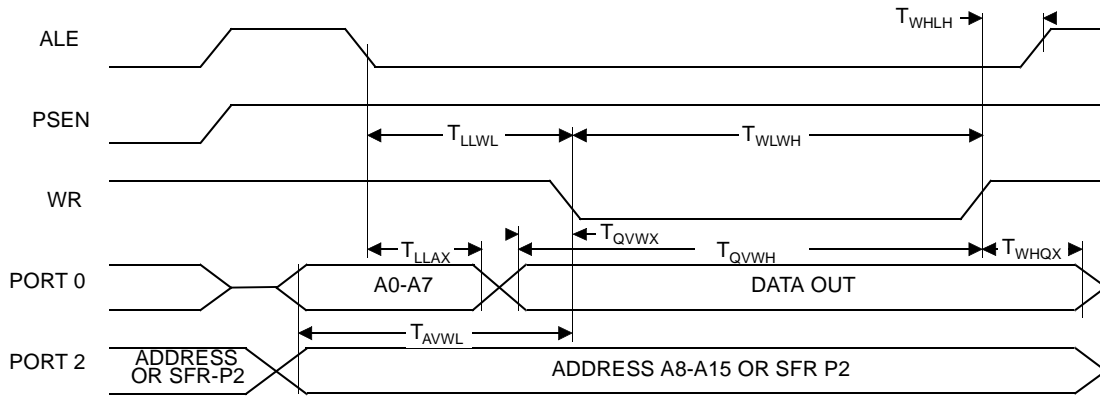 ALE
T_WHLH
PSEN
T_LLWL
T_WLWH
WR
T_QVWX
T_LLAX
T_QVWH
T_WHQX
PORT 0
A0-A7
DATA OUT
T_AVWL
PORT 2
ADDRESS
OR SFR-P2
ADDRESS A8-A15 OR SFR P2